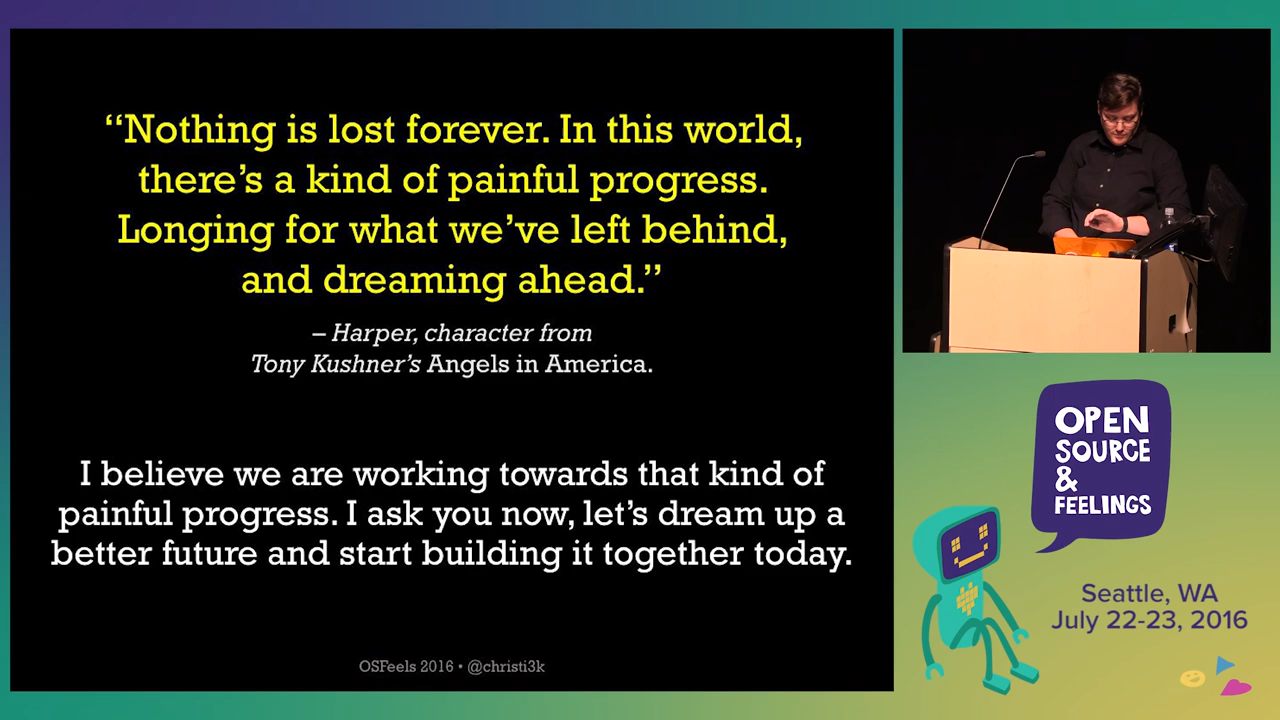 “Nothing is lost forever. In this world,
there’s a kind of painful progress.
Longing for what we’ve left behind,
and dreaming ahead.”
– Harper, character from
Tony Kushner’s Angels in America.
I believe we are working towards that kind of
painful progress. I ask you now, let’s dream up a
better future and start building it together today.
OSFeels 2016 • @christi3k
OPEN
SOURCE
&
FEELINGS
Seattle, WA
July 22-23, 2016